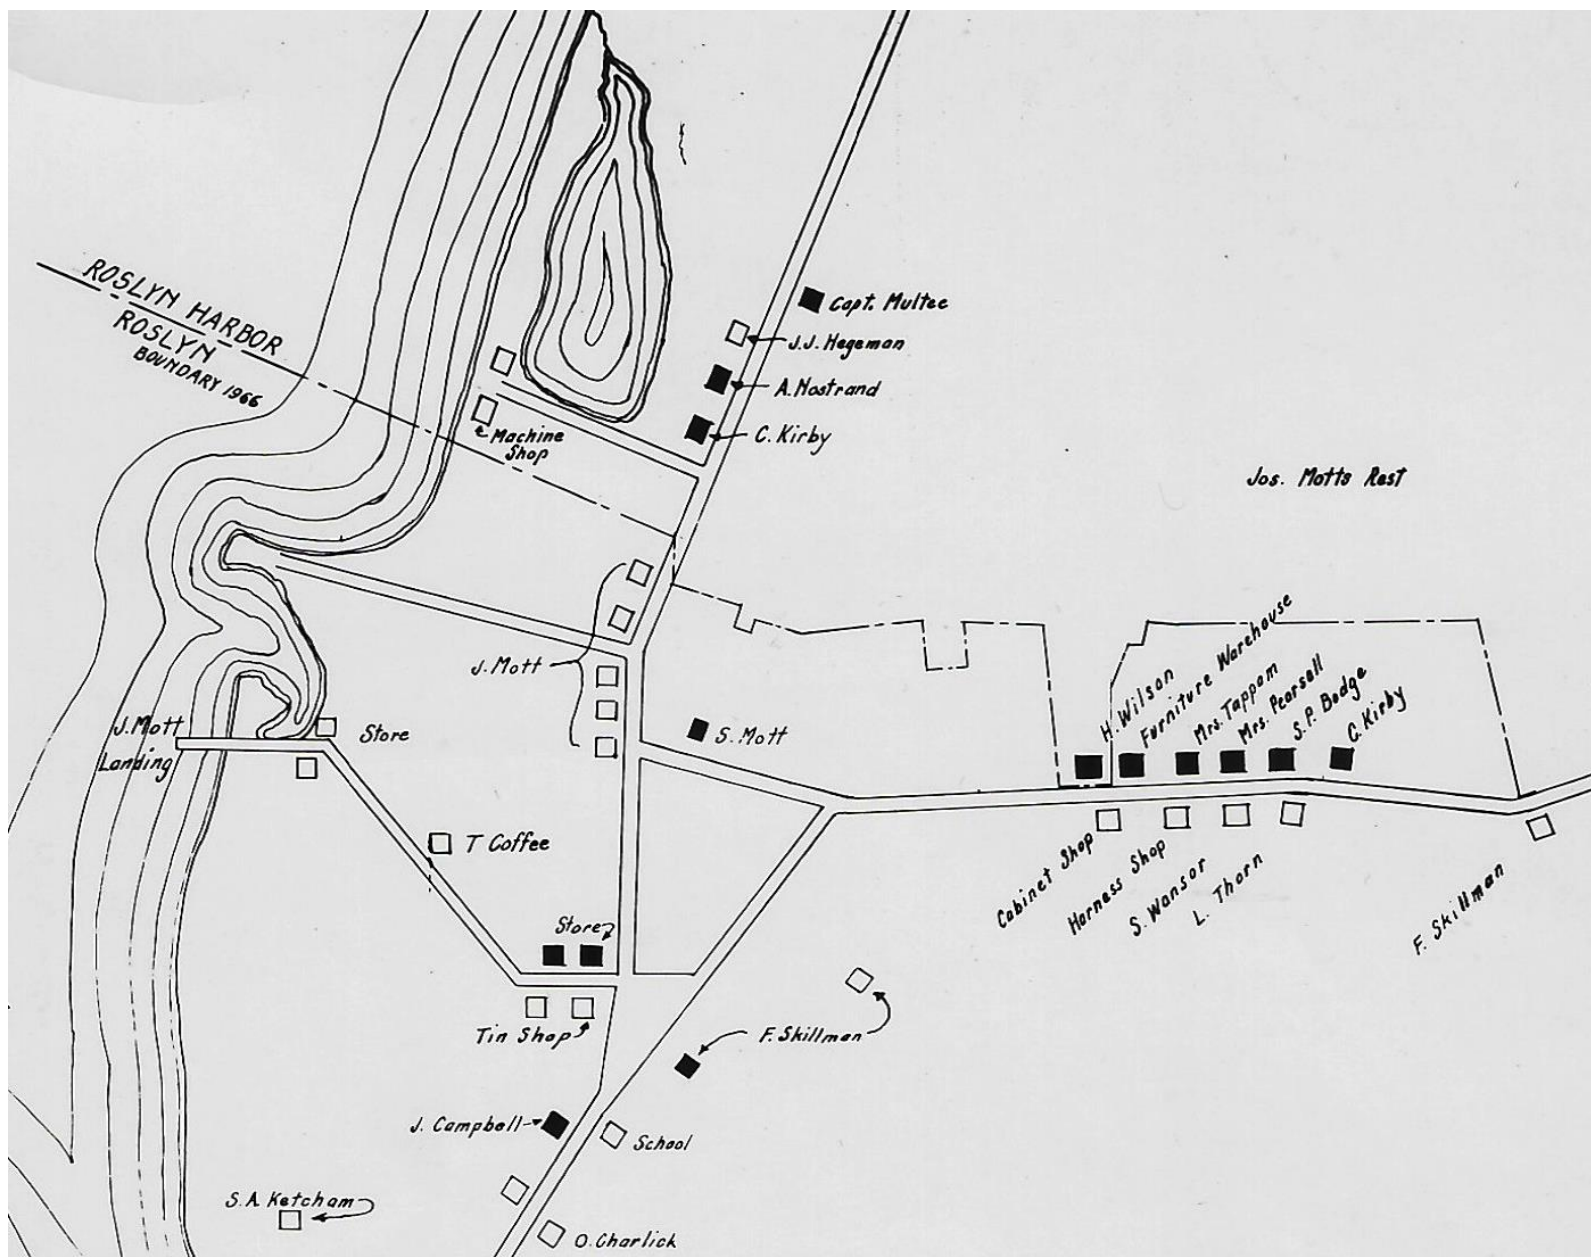 Capt. Multee
J.J. Hegeman
A. Nostrand
C. Kirby
ROSLYN HARBOR
ROSLYN
BOUNDARY 1966
Machine
Shop
Jos. Motts Rest
J. Mott
H. Wilson
Furniture Warehouse
Mrs. Tappam
Mrs. Pearsall
S.P. Bodge
C. Kirby
S. Mott
J. Mott
Landing
Store
T Coffee
Cabinet Shop
Harness Shop
S. Wansor
L. Thorn
F. Skillman
Store
Tin Shop
F. Skillman
J. Campbell
School
S.A. Ketcham
O. Charlick